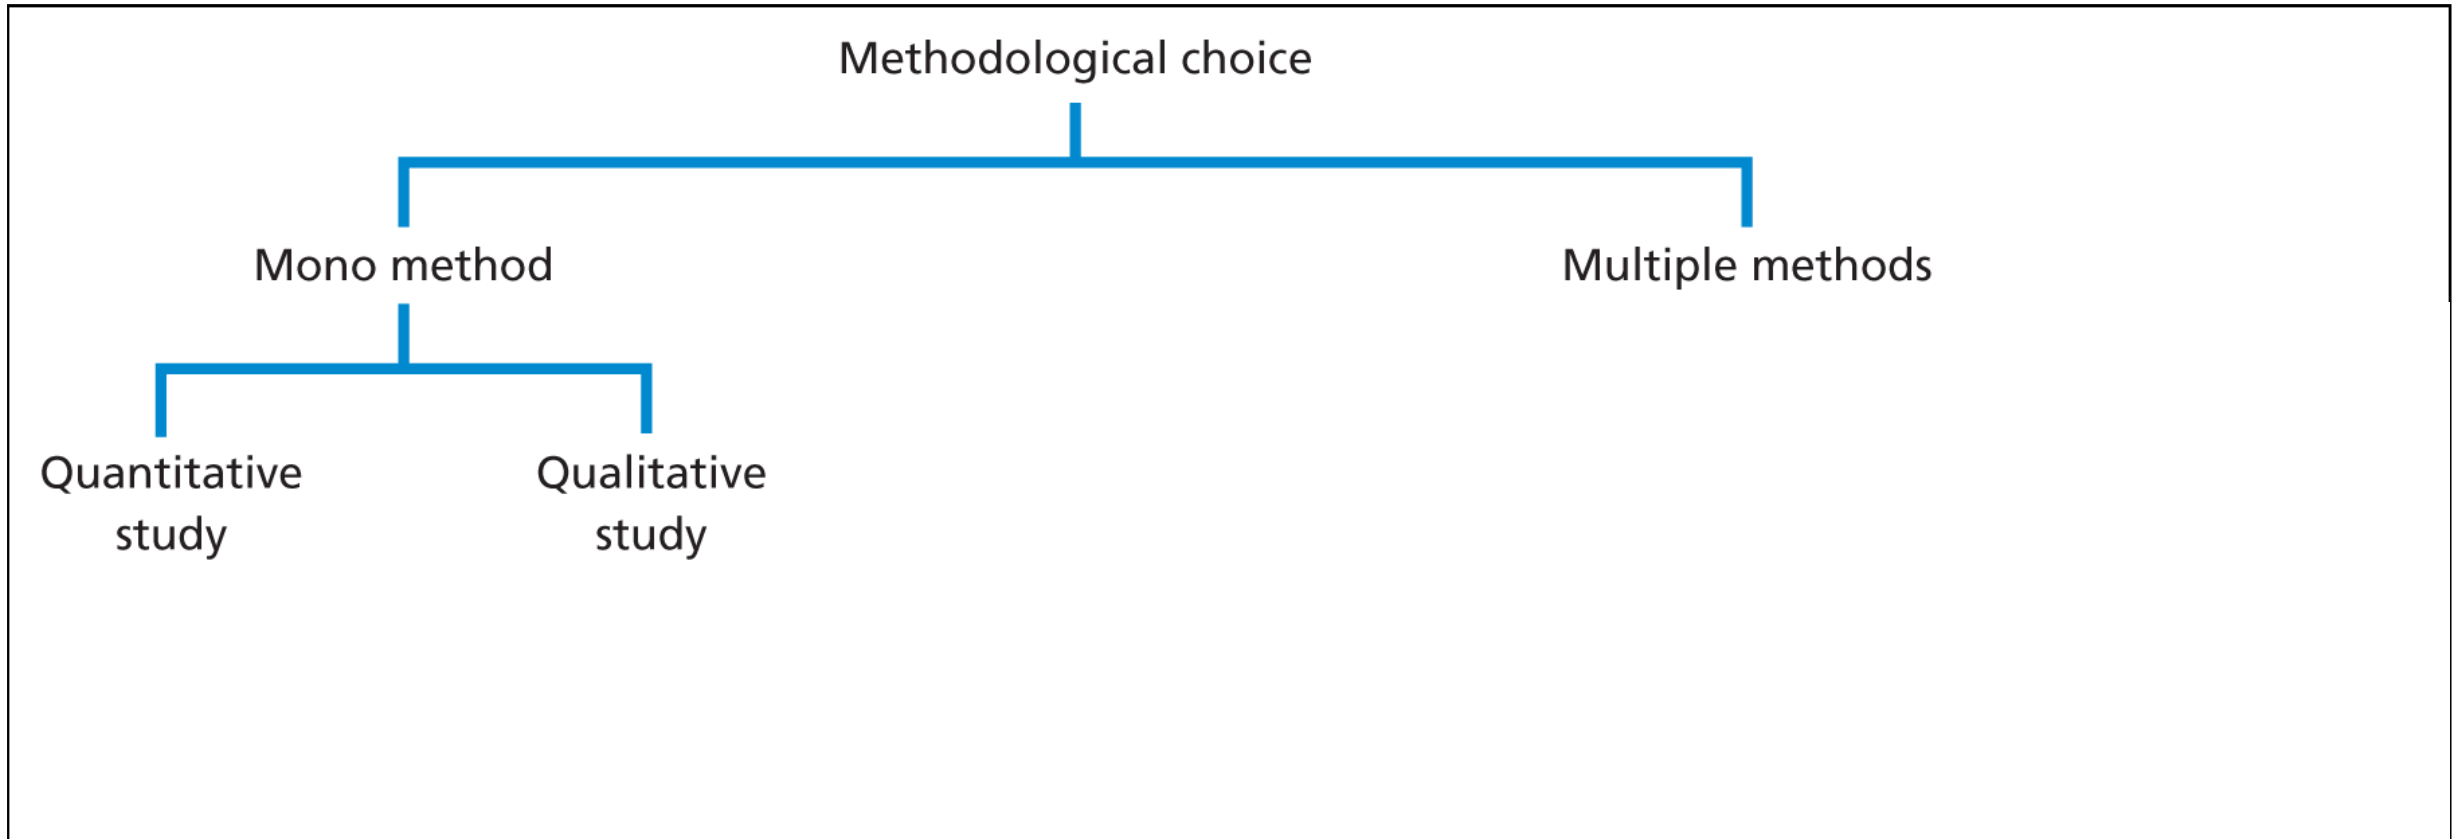 Methodological choice
Mono method
Multiple methods
Quantitative
study
Qualitative
study